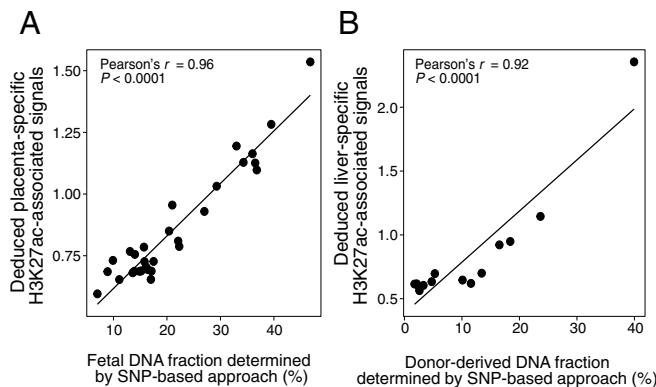 A
Pearson's r = 0.96
P < 0.0001
Deduced placenta-specific
H3K27ac-associated signals
1.50
1.25
1.00
0.75
10 20 30 40
Fetal DNA fraction determined
by SNP-based approach (%)
B
Pearson's r = 0.92
P < 0.0001
Deduced liver-specific
H3K27ac-associated signals
2.0
1.5
1.0
0.5
0 10 20 30 40
Donor-derived DNA fraction
determined by SNP-based approach (%)